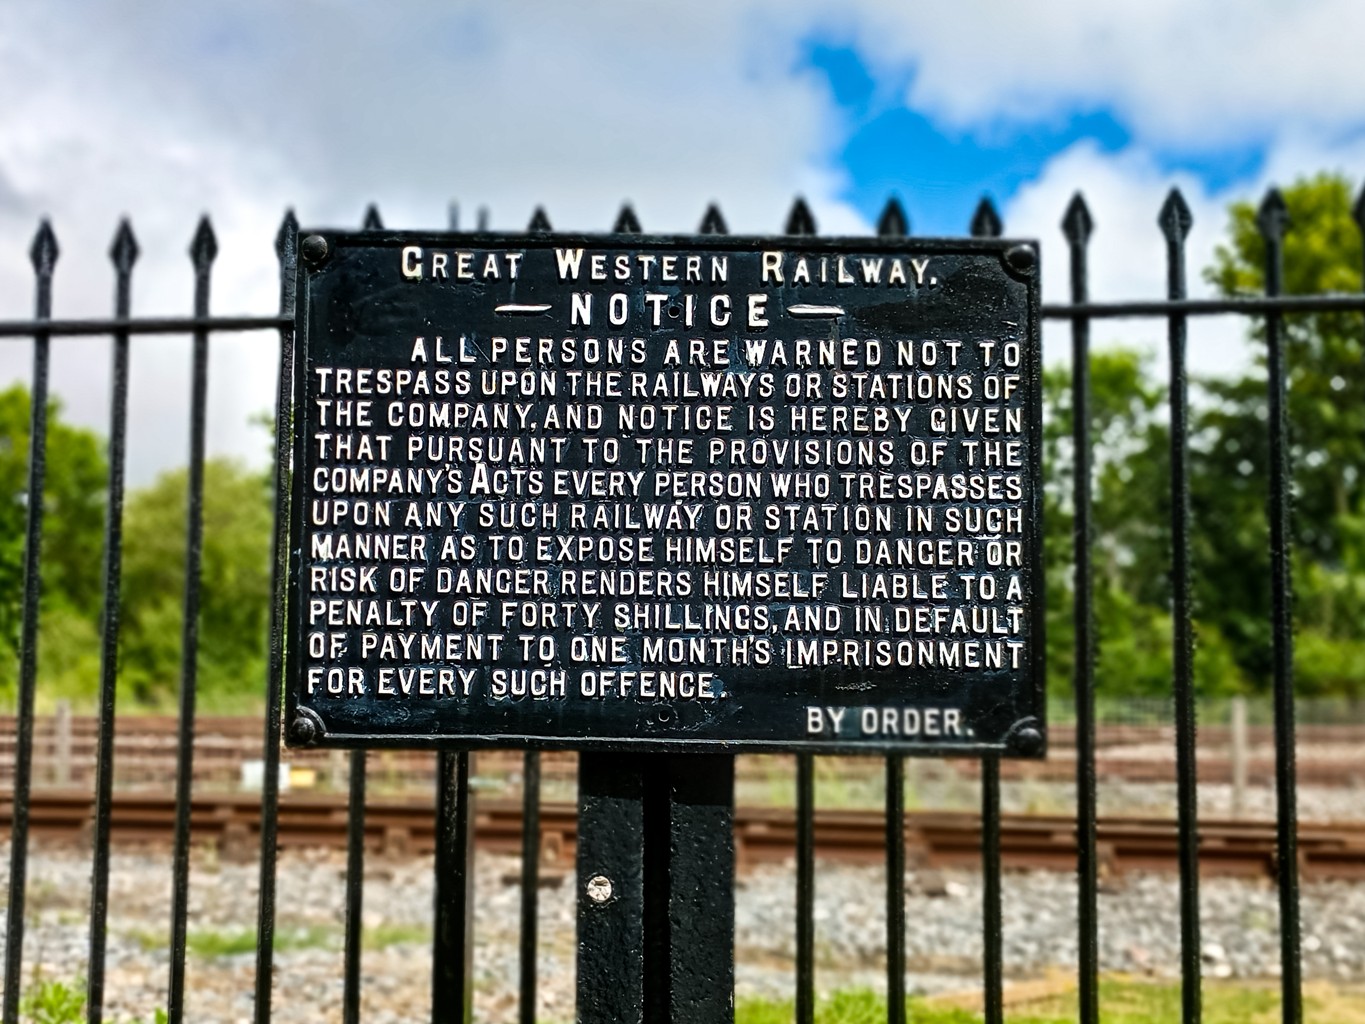 GREAT WESTERN RAILWAY.
— NOTICE —
ALL PERSONS ARE WARNED NOT TO
TRESPASS UPON THE RAILWAYS OR STATIONS OF
THE COMPANY, AND NOTICE IS HEREBY GIVEN
THAT PURSUANT TO THE PROVISIONS OF THE
COMPANY'S ACTS EVERY PERSON WHO TRESPASSES
UPON ANY SUCH RAILWAY OR STATION IN SUCH
MANNER AS TO EXPOSE HIMSELF TO DANGER OR
RISK OF DANGER RENDERS HIMSELF LIABLE TO A
PENALTY OF FORTY SHILLINGS, AND IN DEFAULT
OF PAYMENT TO ONE MONTH'S IMPRISONMENT
FOR EVERY SUCH OFFENCE.
BY ORDER.